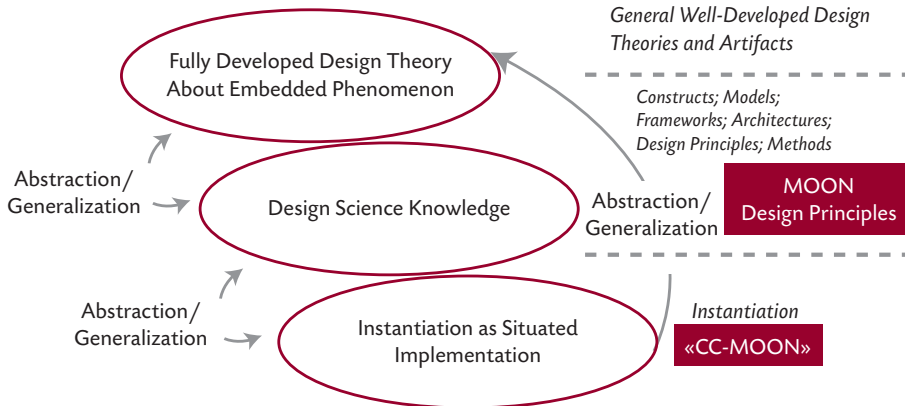 General Well-Developed Design
Theories and Artifacts
Fully Developed Design Theory
About Embedded Phenomenon
Constructs; Models;
Frameworks; Architectures;
Design Principles; Methods
Abstraction/
Generalization
Design Science Knowledge
Abstraction/
Generalization
MOON
Design Principles
Abstraction/
Generalization
Instantiation as Situated
Implementation
Instantiation
«CC-MOON»